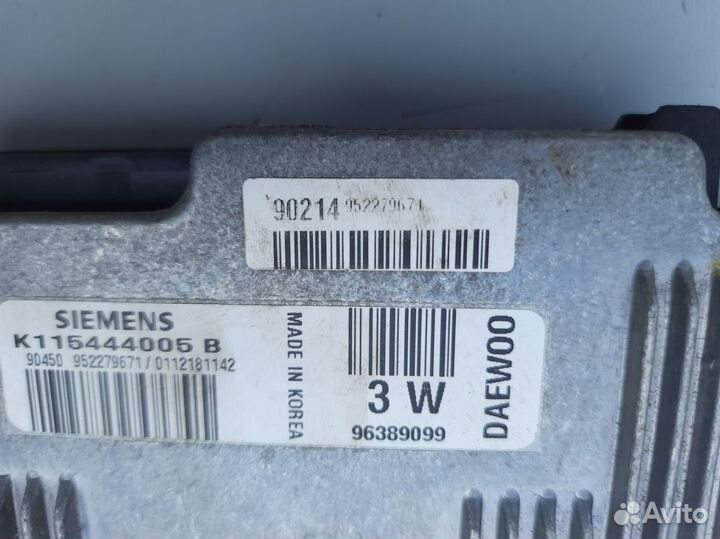 90214 952279671
SIEMENS
K115444005 B
90450 952279671/0112181142
MADE IN KOREA
3 W
96389099
DAEWOO
Avito